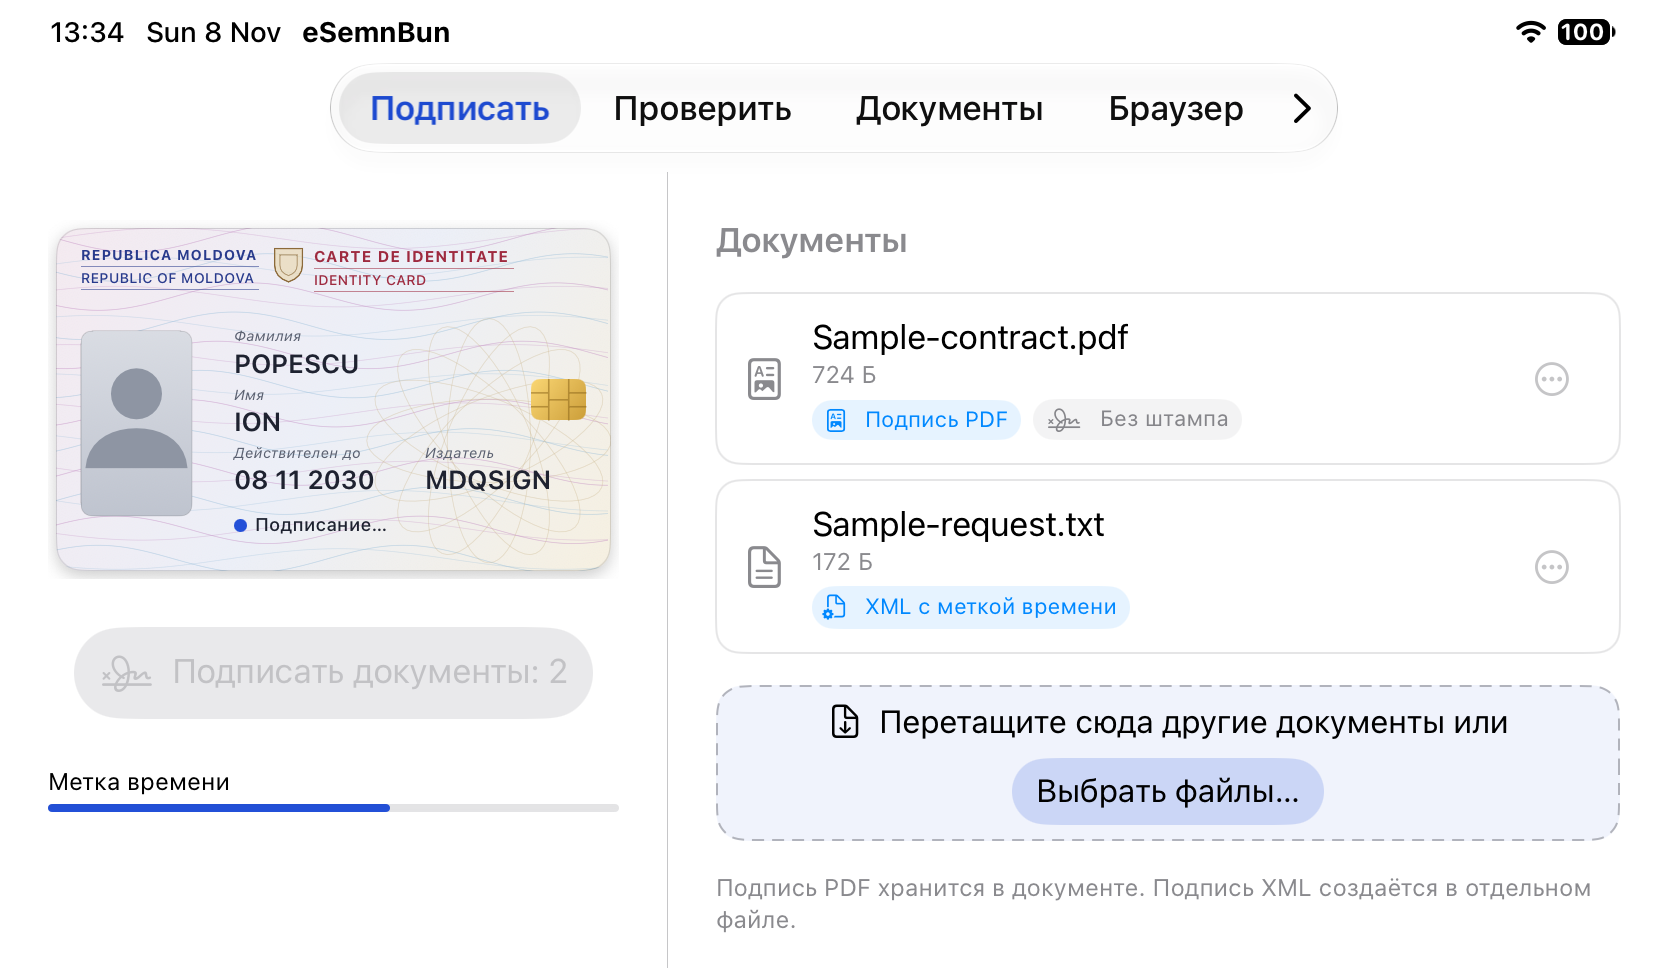 13:34 Sun 8 Nov eSemnBun 100
Подписать Проверить Документы Браузер
REPUBLICA MOLDOVA
REPUBLIC OF MOLDOVA
CARTE DE IDENTITATE
IDENTITY CARD
Фамилия
POPESCU
Имя
ION
Действителен до
08 11 2030
Издатель
MDQSIGN
Подписание...
Подписать документы: 2
Метка времени
Документы
Sample-contract.pdf
724 Б
Подпись PDF
Без штампа
Sample-request.txt
172 Б
XML с меткой времени
Перетащите сюда другие документы или
Выбрать файлы...
Подпись PDF хранится в документе. Подпись XML создаётся в отдельном
файле.